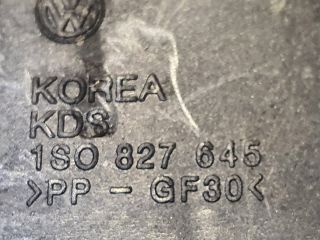 KOREA
KDS
1S0 827 645
>PP - GF30<